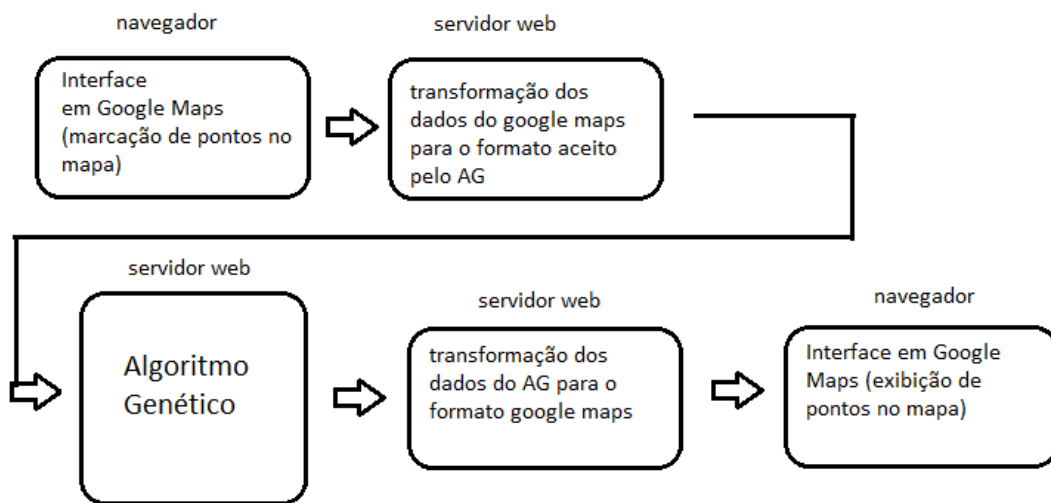 navegador
Interface
em Google Maps
(marcação de pontos no
mapa)
servidor web
transformação dos
dados do google maps
para o formato aceito
pelo AG
servidor web
Algoritmo
Genético
servidor web
transformação dos
dados do AG para o
formato google maps
navegador
Interface em Google
Maps (exibição de
pontos no mapa)